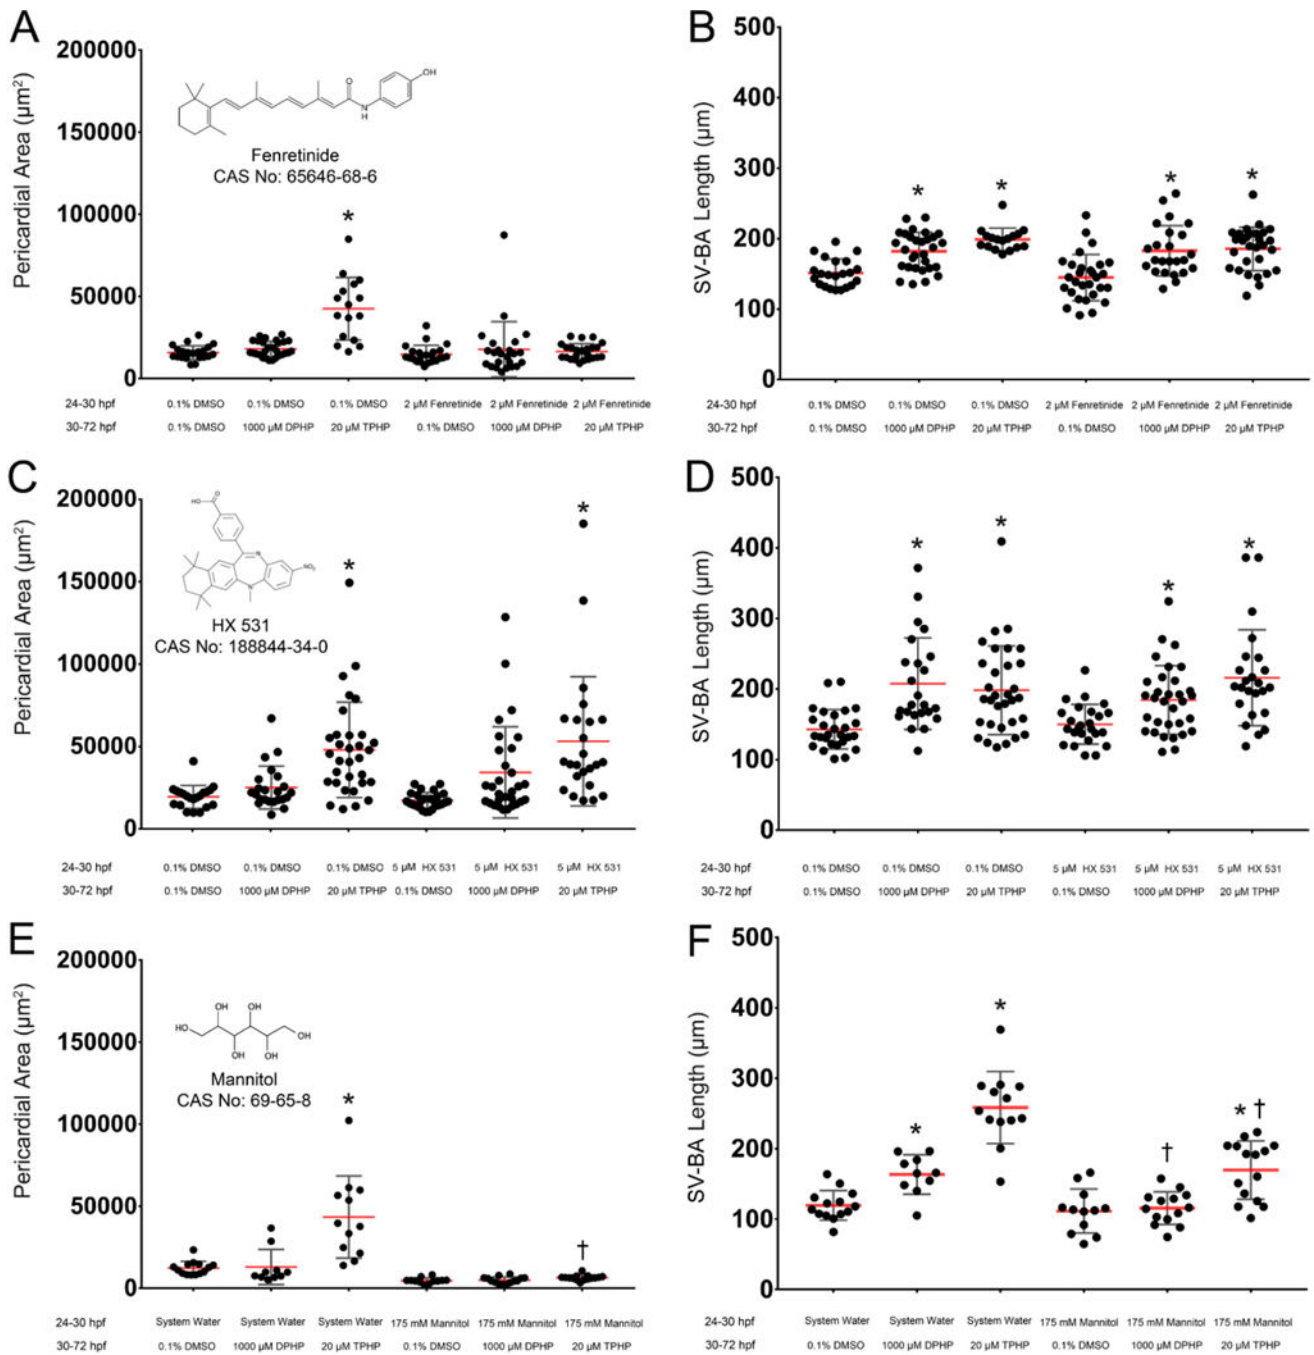 A
Pericardial Area (µm²)
200000
150000
100000
50000
0
OH
O
N
H
Fenretinide
CAS No: 65646-68-6
*
24-30 hpf 0.1% DMSO 0.1% DMSO 0.1% DMSO 2 µM Fenretinide 2 µM Fenretinide 2 µM Fenretinide
30-72 hpf 0.1% DMSO 1000 µM DPHP 20 µM TPHP 0.1% DMSO 1000 µM DPHP 20 µM TPHP
B
SV-BA Length (µm)
500
400
300
200
100
0
* * * *
24-30 hpf 0.1% DMSO 0.1% DMSO 0.1% DMSO 2 µM Fenretinide 2 µM Fenretinide 2 µM Fenretinide
30-72 hpf 0.1% DMSO 1000 µM DPHP 20 µM TPHP 0.1% DMSO 1000 µM DPHP 20 µM TPHP
C
Pericardial Area (µm²)
200000
150000
100000
50000
0
HO
O
N
N
NO₂
HX 531
CAS No: 188844-34-0
* *
24-30 hpf 0.1% DMSO 0.1% DMSO 0.1% DMSO 5 µM HX 531 5 µM HX 531 5 µM HX 531
30-72 hpf 0.1% DMSO 1000 µM DPHP 20 µM TPHP 0.1% DMSO 1000 µM DPHP 20 µM TPHP
D
SV-BA Length (µm)
500
400
300
200
100
0
* * * *
24-30 hpf 0.1% DMSO 0.1% DMSO 0.1% DMSO 5 µM HX 531 5 µM HX 531 5 µM HX 531
30-72 hpf 0.1% DMSO 1000 µM DPHP 20 µM TPHP 0.1% DMSO 1000 µM DPHP 20 µM TPHP
E
Pericardial Area (µm²)
200000
150000
100000
50000
0
OH OH
HO OH
OH OH
Mannitol
CAS No: 69-65-8
* †
24-30 hpf System Water System Water System Water 175 mM Mannitol 175 mM Mannitol 175 mM Mannitol
30-72 hpf 0.1% DMSO 1000 µM DPHP 20 µM TPHP 0.1% DMSO 1000 µM DPHP 20 µM TPHP
F
SV-BA Length (µm)
500
400
300
200
100
0
* * † * †
24-30 hpf System Water System Water System Water 175 mM Mannitol 175 mM Mannitol 175 mM Mannitol
30-72 hpf 0.1% DMSO 1000 µM DPHP 20 µM TPHP 0.1% DMSO 1000 µM DPHP 20 µM TPHP